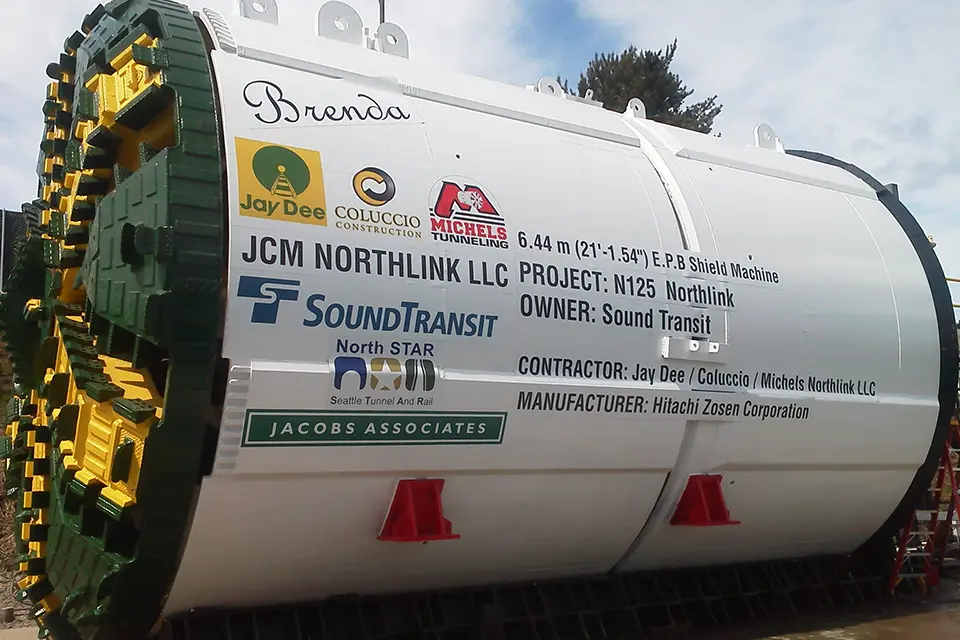 Brenda
Jay Dee
COLUCCIO
CONSTRUCTION
MICHELS
TUNNELING
JCM NORTHLINK LLC
SOUNDTRANSIT
North STAR
Seattle Tunnel And Rail
JACOBS ASSOCIATES
6.44 m (21'-1.54") E.P.B Shield Machine
PROJECT: N125 Northlink
OWNER: Sound Transit
CONTRACTOR: Jay Dee / Coluccio / Michels Northlink LLC
MANUFACTURER: Hitachi Zosen Corporation